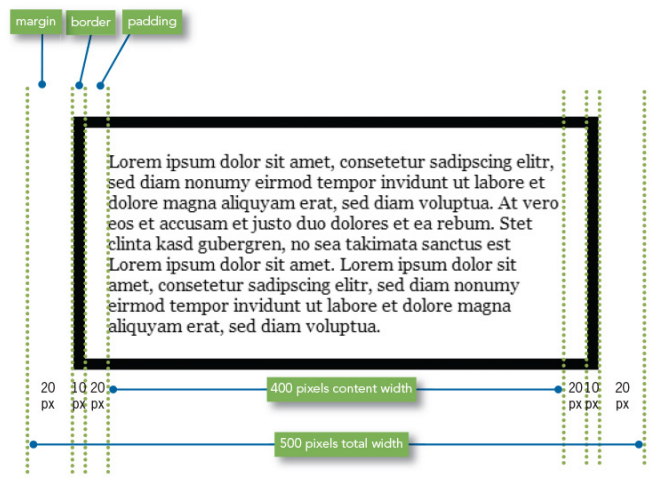 margin
border
padding
Lorem ipsum dolor sit amet, consetetur sadipscing elitr,
sed diam nonumy eirmod tempor invidunt ut labore et
dolore magna aliquyam erat, sed diam voluptua. At vero
eos et accusam et justo duo dolores et ea rebum. Stet
clinta kasd gubergren, no sea takimata sanctus est
Lorem ipsum dolor sit amet. Lorem ipsum dolor sit
amet, consetetur sadipscing elitr, sed diam nonumy
eirmod tempor invidunt ut labore et dolore magna
aliquyam erat, sed diam voluptua.
20 px
10 px
20 px
400 pixels content width
20 px
10 px
20 px
500 pixels total width